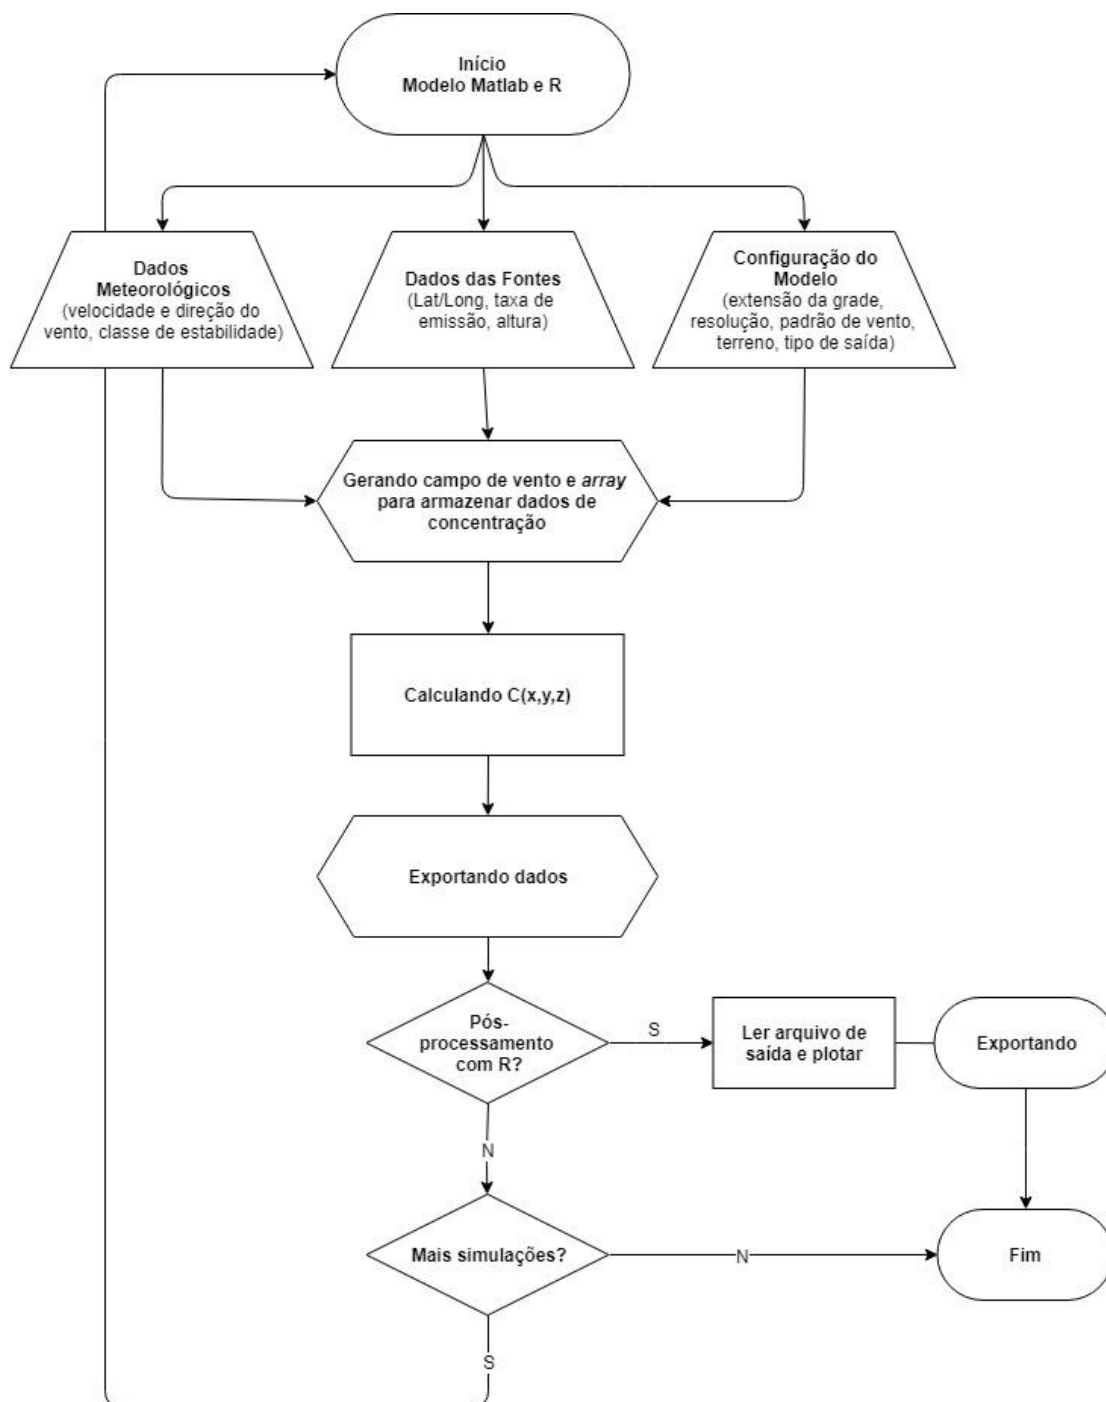 Início
Modelo Matlab e R
Dados
Meteorológicos
(velocidade e direção do
vento, classe de estabilidade)
Dados das Fontes
(Lat/Long, taxa de
emissão, altura)
Configuração do
Modelo
(extensão da grade,
resolução, padrão de vento,
terreno, tipo de saída)
Gerando campo de vento e array
para armazenar dados de
concentração
Calculando C(x,y,z)
Exportando dados
Pós-
processamento
com R?
S
Ler arquivo de
saída e plotar
Exportando
N
Mais simulações?
N
Fim
S